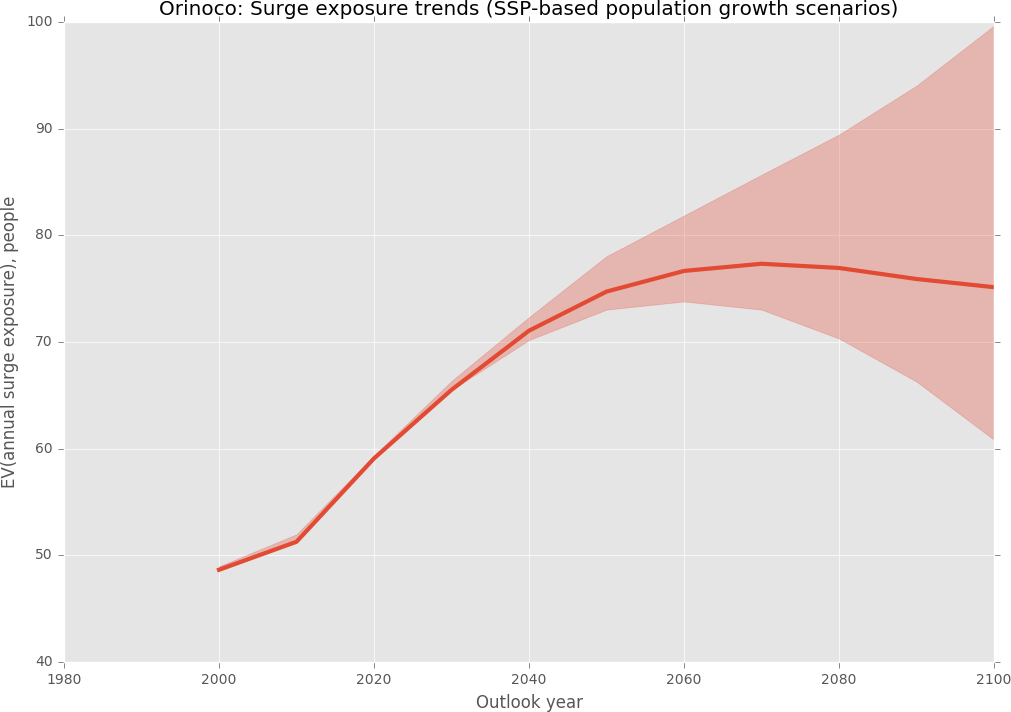 Orinoco: Surge exposure trends (SSP-based population growth scenarios)
100
90
80
70
60
50
40
EV(annual surge exposure), people
1980 2000 2020 2040 2060 2080 2100
Outlook year